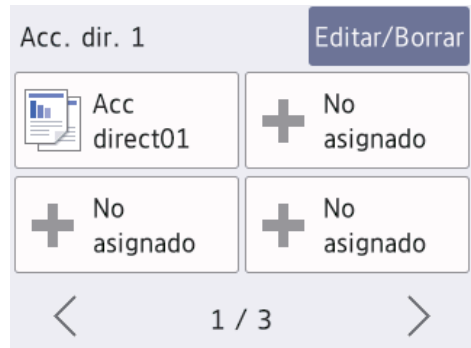 Acc. dir. 1
Editar/Borrar
Acc
direct01
No
asignado
No
asignado
No
asignado
1 / 3